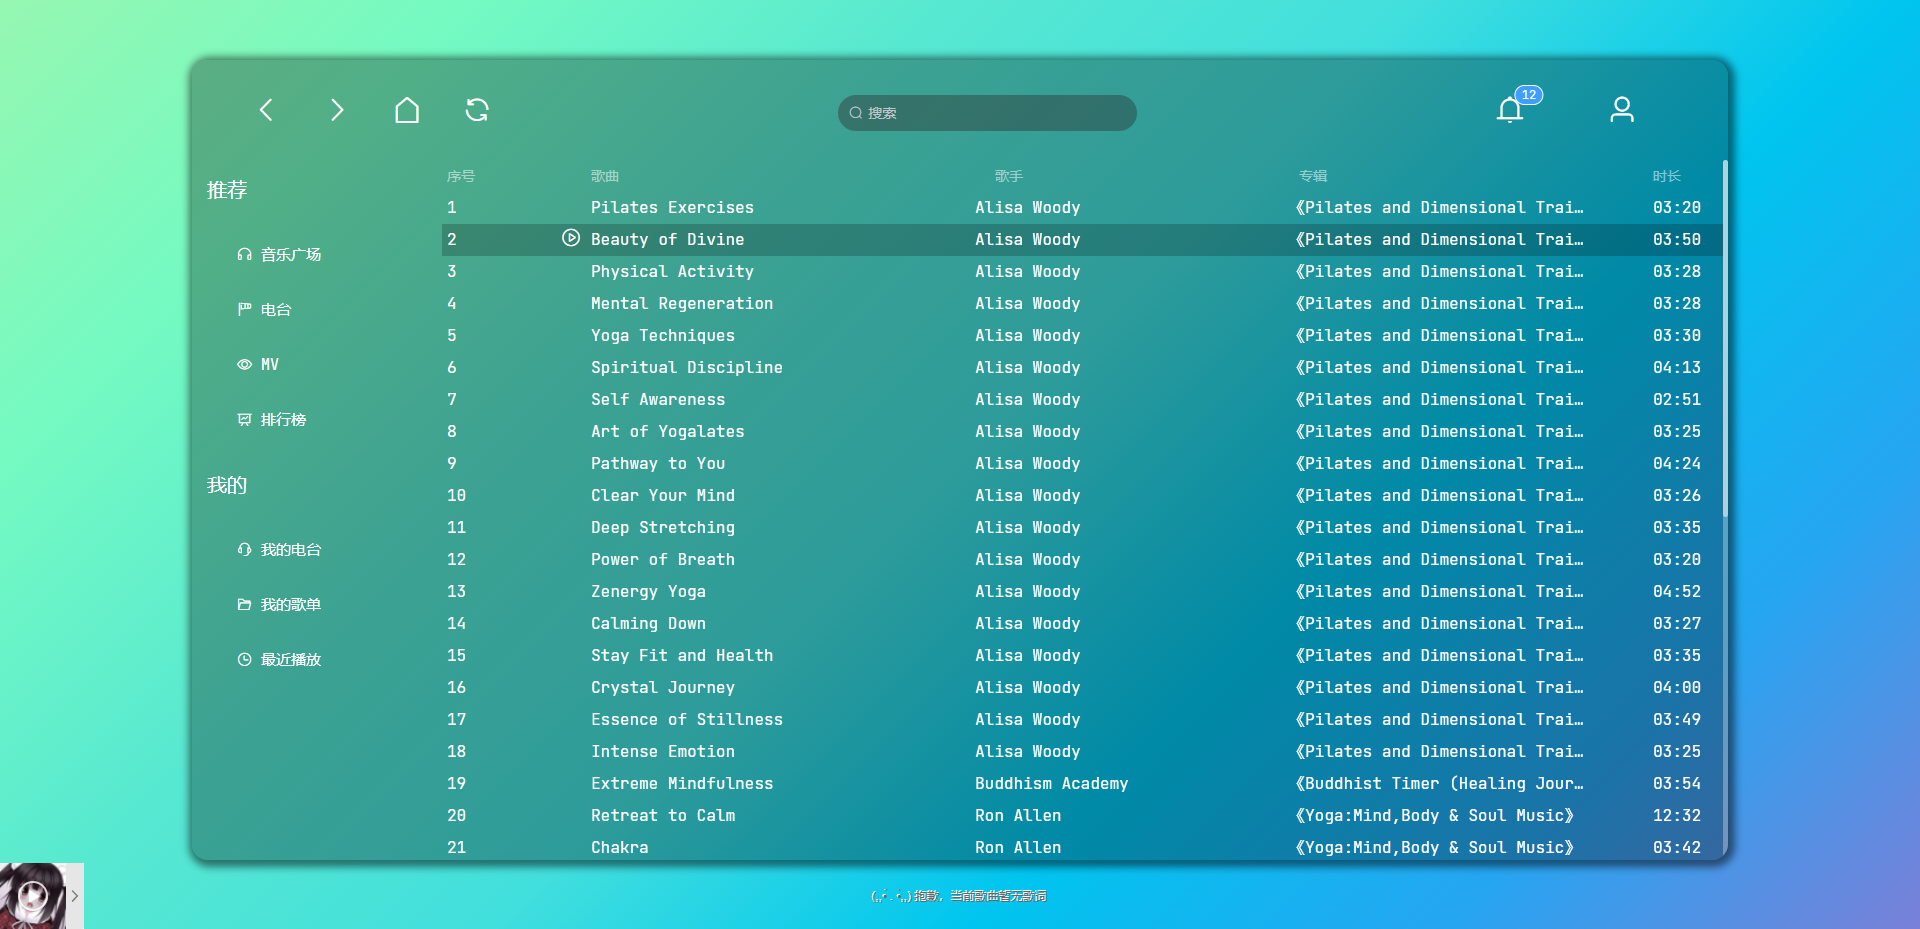 搜索
12
推荐
音乐广场
电台
MV
排行榜
我的
我的电台
我的歌单
最近播放
序号 歌曲 歌手 专辑 时长
1 Pilates Exercises Alisa Woody 《Pilates and Dimensional Trai… 03:20
2 Beauty of Divine Alisa Woody 《Pilates and Dimensional Trai… 03:50
3 Physical Activity Alisa Woody 《Pilates and Dimensional Trai… 03:28
4 Mental Regeneration Alisa Woody 《Pilates and Dimensional Trai… 03:28
5 Yoga Techniques Alisa Woody 《Pilates and Dimensional Trai… 03:30
6 Spiritual Discipline Alisa Woody 《Pilates and Dimensional Trai… 04:13
7 Self Awareness Alisa Woody 《Pilates and Dimensional Trai… 02:51
8 Art of Yogalates Alisa Woody 《Pilates and Dimensional Trai… 03:25
9 Pathway to You Alisa Woody 《Pilates and Dimensional Trai… 04:24
10 Clear Your Mind Alisa Woody 《Pilates and Dimensional Trai… 03:26
11 Deep Stretching Alisa Woody 《Pilates and Dimensional Trai… 03:35
12 Power of Breath Alisa Woody 《Pilates and Dimensional Trai… 03:20
13 Zenergy Yoga Alisa Woody 《Pilates and Dimensional Trai… 04:52
14 Calming Down Alisa Woody 《Pilates and Dimensional Trai… 03:27
15 Stay Fit and Health Alisa Woody 《Pilates and Dimensional Trai… 03:35
16 Crystal Journey Alisa Woody 《Pilates and Dimensional Trai… 04:00
17 Essence of Stillness Alisa Woody 《Pilates and Dimensional Trai… 03:49
18 Intense Emotion Alisa Woody 《Pilates and Dimensional Trai… 03:25
19 Extreme Mindfulness Buddhism Academy 《Buddhist Timer (Healing Jour… 03:54
20 Retreat to Calm Ron Allen 《Yoga:Mind,Body & Soul Music》 12:32
21 Chakra Ron Allen 《Yoga:Mind,Body & Soul Music》 03:42
抱歉，当前歌曲暂无歌词